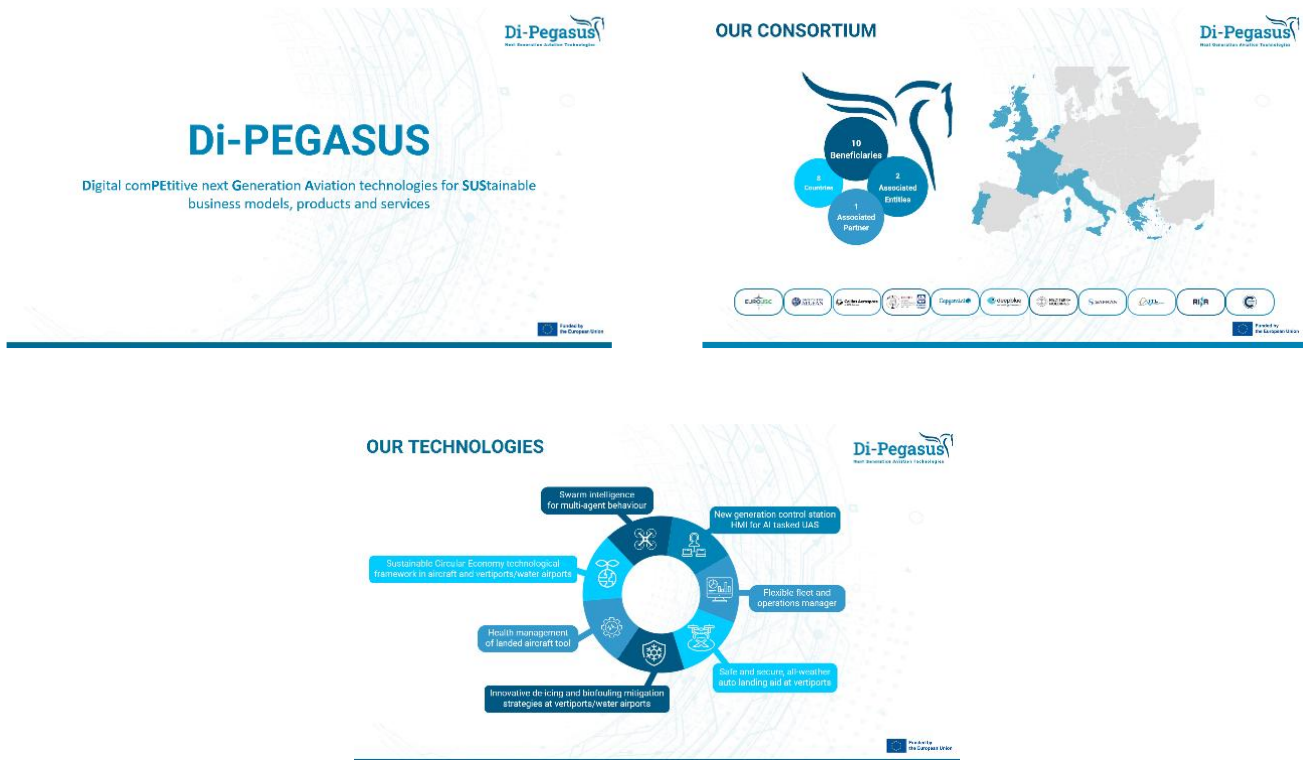 Di-Pegasus
Next Generation Aviation Technologies
Di-PEGASUS
Digital comPEtitive next Generation Aviation technologies for SUStainable
business models, products and services
Funded by
the European Union
OUR CONSORTIUM
Di-Pegasus
Next Generation Aviation Technologies
10
Beneficiaries
Countries
2
Associated
Entities
1
Associated
Partner
EUROUSC
Collins Aerospace
deepblue
SAFRAN
Funded by
the European Union
OUR TECHNOLOGIES
Di-Pegasus
Next Generation Aviation Technologies
Swarm intelligence
for multi-agent behaviour
New generation control station
HMI for AI tasked UAS
Sustainable Circular Economy technological
framework in aircraft and vertiports/water airports
Flexible fleet and
operations manager
Health management
of landed aircraft tool
Safe and secure, all-weather
auto landing aid at vertiports
Innovative de-icing and biofouling mitigation
strategies at vertiports/water airports
Funded by
the European Union